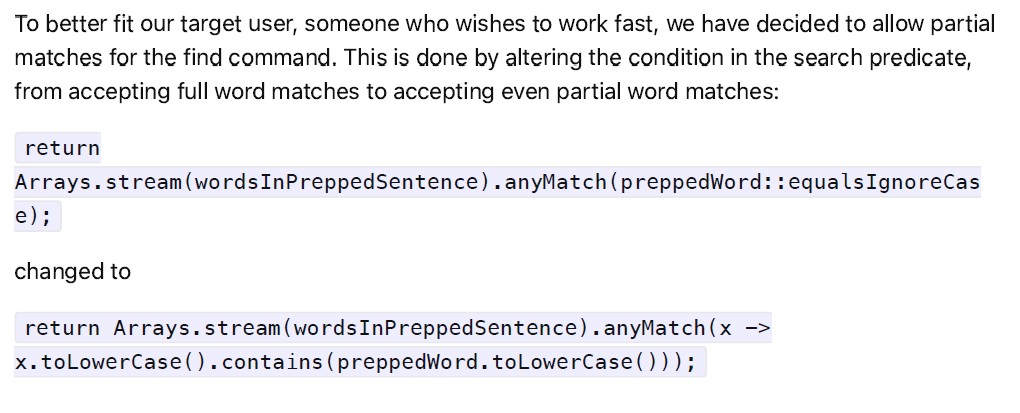 To better fit our target user, someone who wishes to work fast, we have decided to allow partial
matches for the find command. This is done by altering the condition in the search predicate,
from accepting full word matches to accepting even partial word matches:
return
Arrays.stream(wordsInPreppedSentence).anyMatch(preppedWord::equalsIgnoreCas
e);
changed to
return Arrays.stream(wordsInPreppedSentence).anyMatch(x ->
x.toLowerCase().contains(preppedWord.toLowerCase()));